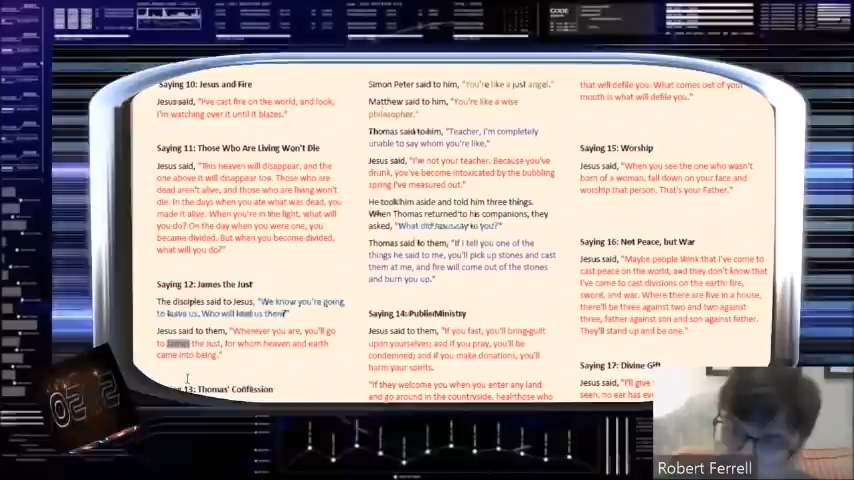 CODE
Saying 10: Jesus and Fire
Jesus said, "I've cast fire on the world, and look,
I'm watching over it until it blazes."
Saying 11: Those Who Are Living Won't Die
Jesus said, "This heaven will disappear, and the
one above it will disappear too. Those who are
dead aren't alive, and those who are living won't
die. In the days when you ate what was dead, you
made it alive. When you're in the light, what will
you do? On the day when you were one, you
became divided. But when you become divided,
what will you do?"
Saying 12: James the Just
The disciples said to Jesus, "We know you're going
to leave us. Who will lead us then?"
Jesus said to them, "Wherever you are, you'll go
to James the Just, for whom heaven and earth
came into being."
13: Thomas' Confession
Simon Peter said to him, "You're like a just angel."
Matthew said to him, "You're like a wise
philosopher."
Thomas said to him, "Teacher, I'm completely
unable to say whom you're like."
Jesus said, "I'm not your teacher. Because you've
drunk, you've become intoxicated by the bubbling
spring I've measured out."
He took him aside and told him three things.
When Thomas returned to his companions, they
asked, "What did Jesus say to you?"
Thomas said to them, "If I tell you one of the
things he said to me, you'll pick up stones and cast
them at me, and fire will come out of the stones
and burn you up."
Saying 14: Public Ministry
Jesus said to them, "If you fast, you'll bring guilt
upon yourselves; and if you pray, you'll be
condemned; and if you make donations, you'll
harm your spirits.
"If they welcome you when you enter any land
and go around in the countryside, heal those who
that will defile you. What comes out of your
mouth is what will defile you."
Saying 15: Worship
Jesus said, "When you see the one who wasn't
born of a woman, fall down on your face and
worship that person. That's your Father."
Saying 16: Not Peace, but War
Jesus said, "Maybe people think that I've come to
cast peace on the world, and they don't know that
I've come to cast divisions on the earth: fire,
sword, and war. Where there are five in a house,
there'll be three against two and two against
three, father against son and son against father.
They'll stand up and be one."
Saying 17: Divine Gift
Jesus said, "I'll give
seen, no ear has ev
Robert Ferrell